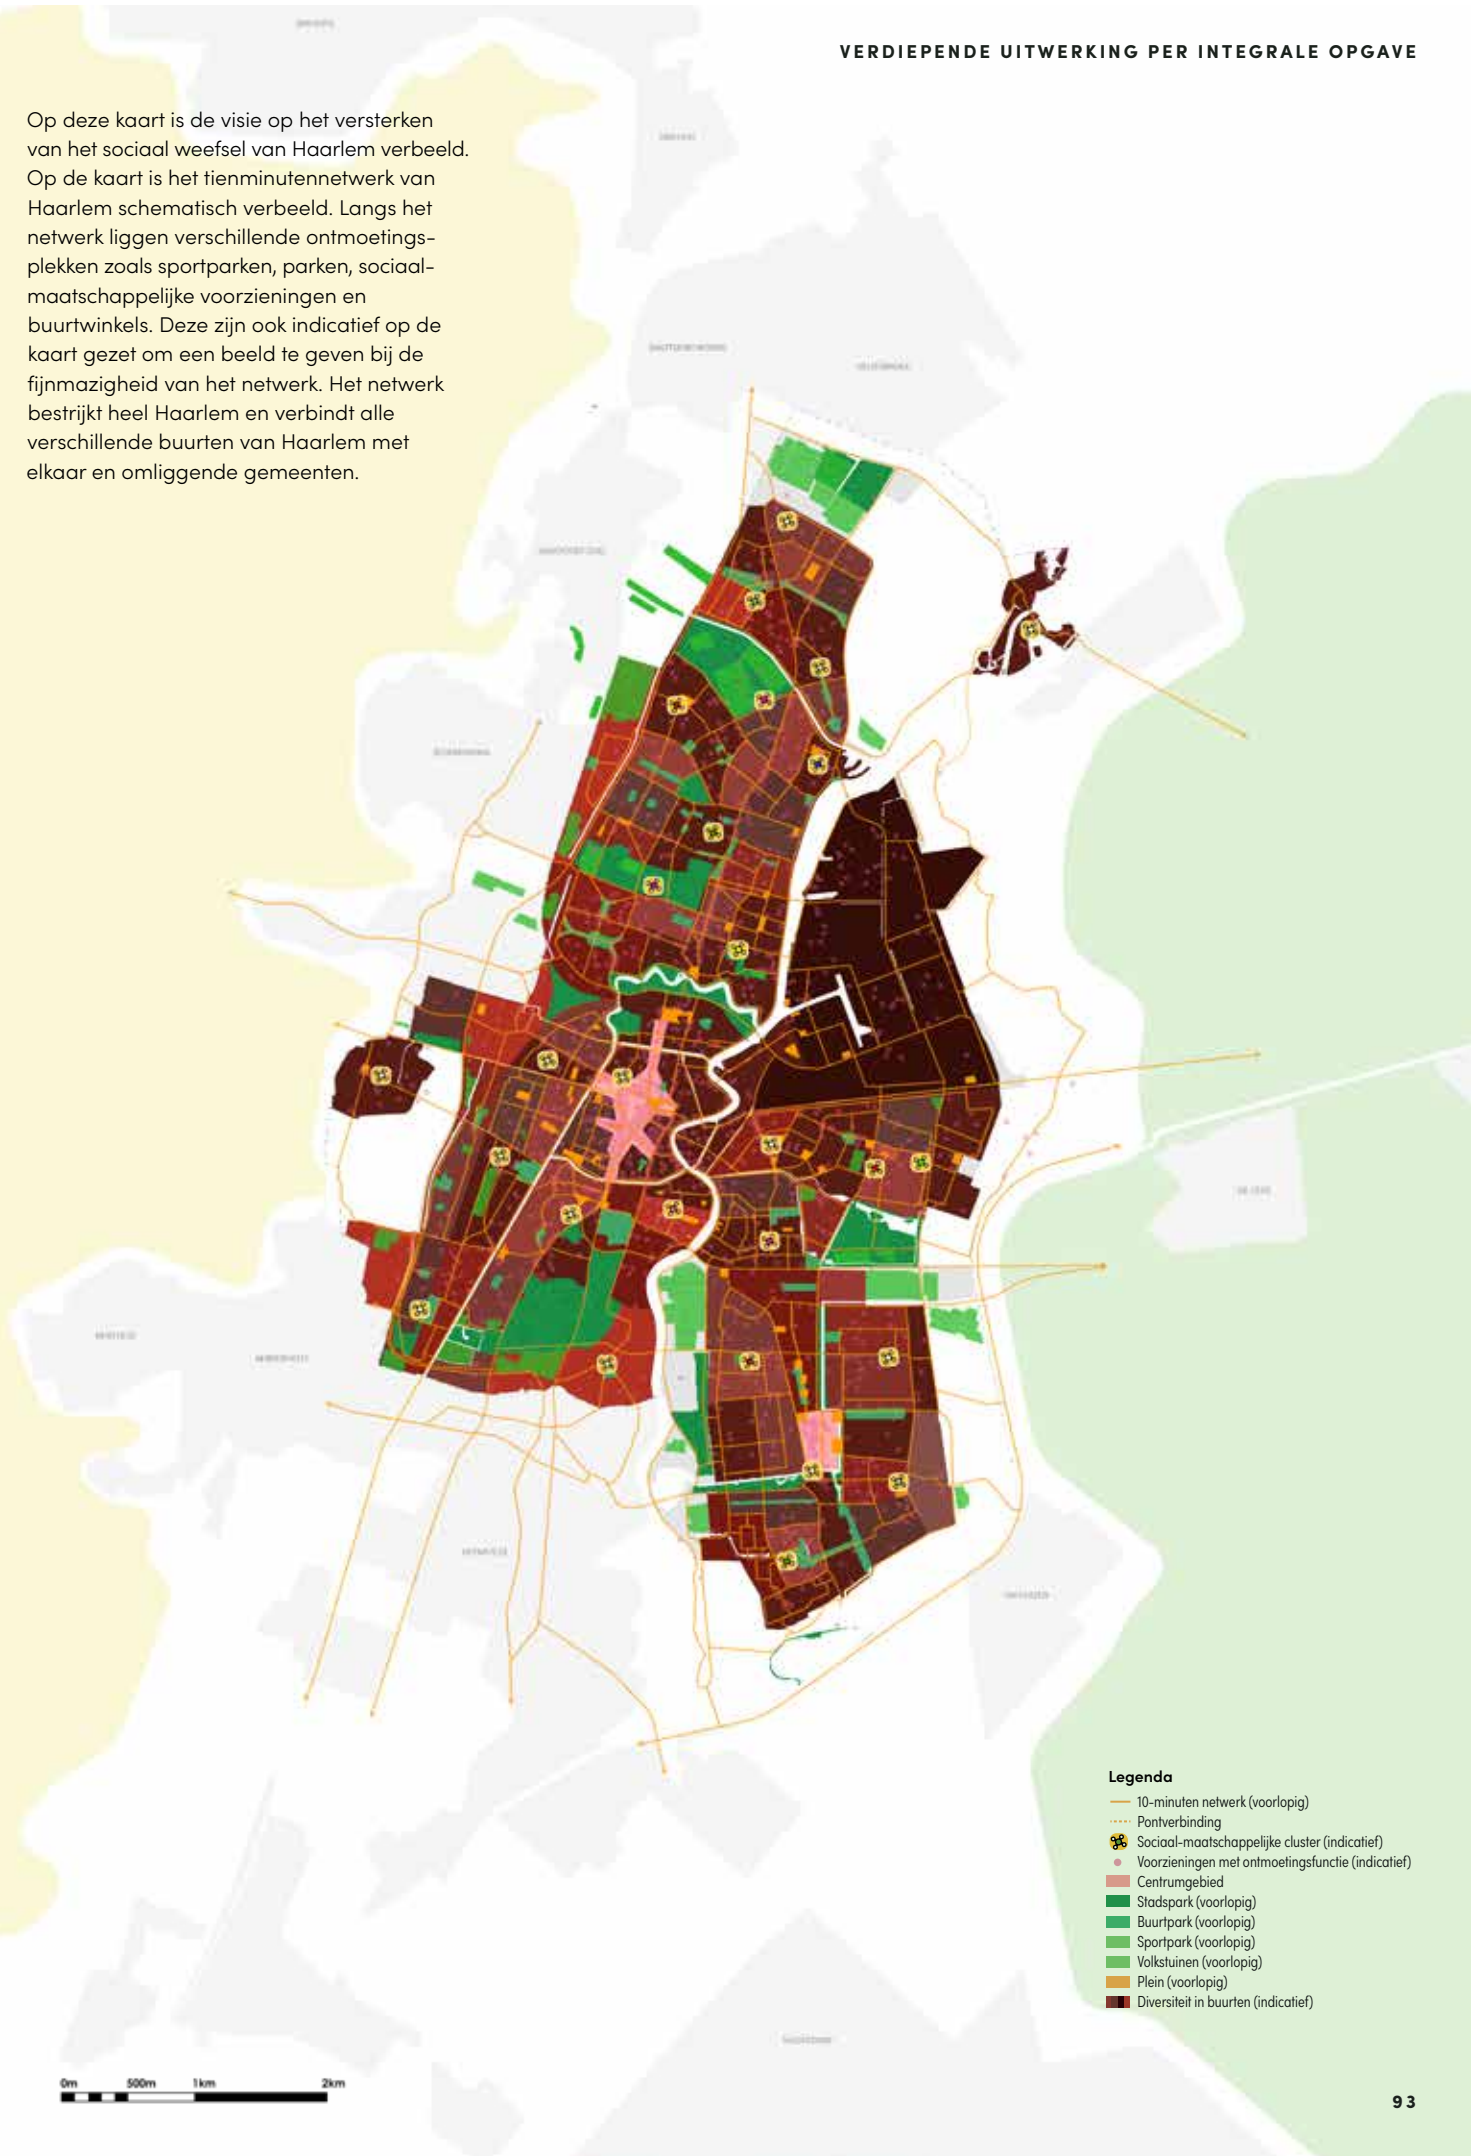 VERDIEPENDE UITWERKING PER INTEGRALE OPGAVE
Op deze kaart is de visie op het versterken
van het sociaal weefsel van Haarlem verbeeld.
Op de kaart is het tienminutennetwerk van
Haarlem schematisch verbeeld. Langs het
netwerk liggen verschillende ontmoetings-
plekken zoals sportparken, parken, sociaal-
maatschappelijke voorzieningen en
buurtwinkels. Deze zijn ook indicatief op de
kaart gezet om een beeld te geven bij de
fijnmazigheid van het netwerk. Het netwerk
bestrijkt heel Haarlem en verbindt alle
verschillende buurten van Haarlem met
elkaar en omliggende gemeenten.
Legenda
10-minuten netwerk (voorlopig)
Pontverbinding
Sociaal-maatschappelijke cluster (indicatief)
Voorzieningen met ontmoetingsfunctie (indicatief)
Centrumgebied
Stadspark (voorlopig)
Buurtpark (voorlopig)
Sportpark (voorlopig)
Volkstuinen (voorlopig)
Plein (voorlopig)
Diversiteit in buurten (indicatief)
0m 500m 1km 2km
93